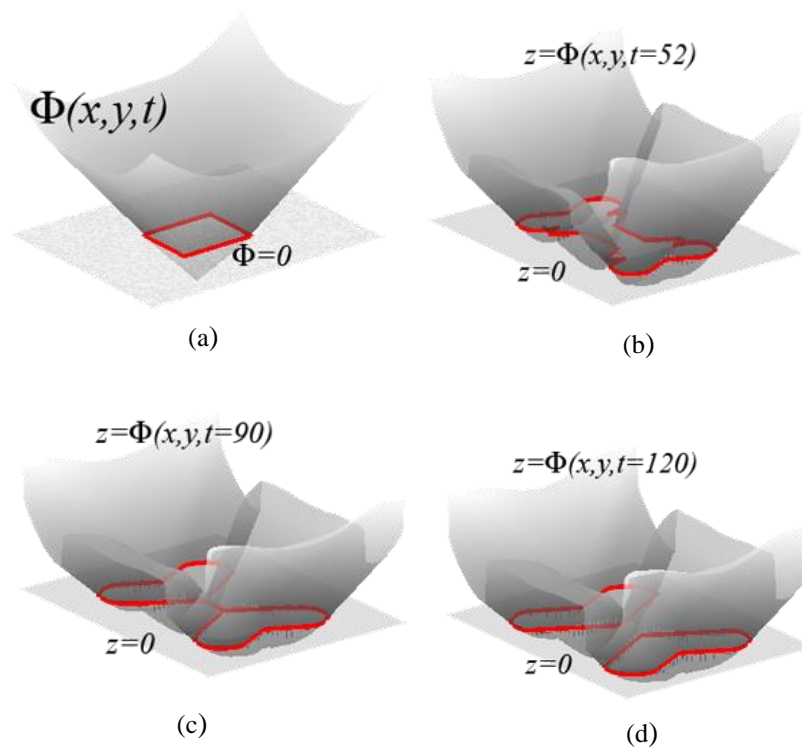 Φ(x,y,t)
Φ=0
(a)
z=Φ(x,y,t=52)
z=0
(b)
z=Φ(x,y,t=90)
z=0
(c)
z=Φ(x,y,t=120)
z=0
(d)